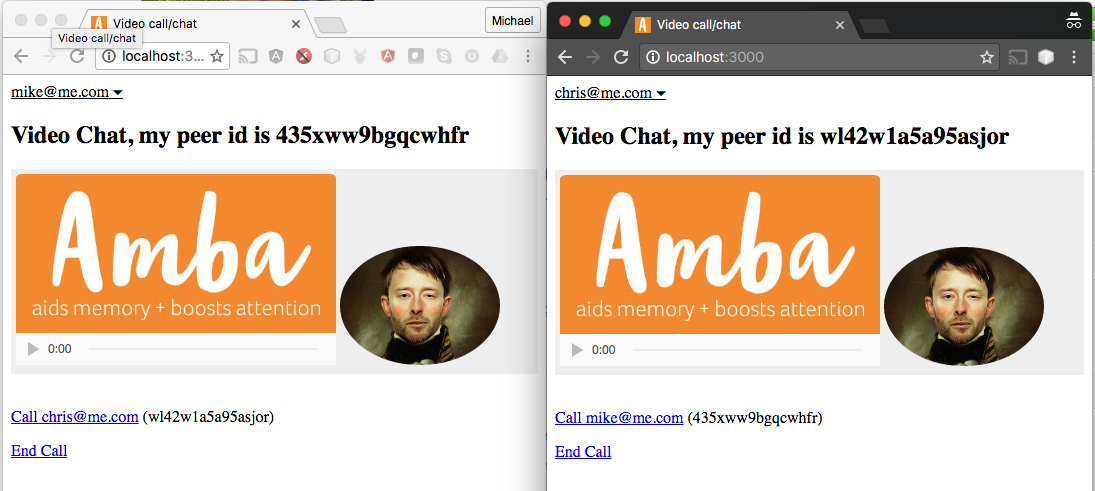 Video call/chat
Michael
Video call/chat
localhost:3...
mike@me.com
Video Chat, my peer id is 435xww9bgqcwhfr
Amba
aids memory + boosts attention
0:00
Call chris@me.com (wl42w1a5a95asjor)
End Call
Video call/chat
localhost:3000
chris@me.com
Video Chat, my peer id is wl42w1a5a95asjor
Amba
aids memory + boosts attention
0:00
Call mike@me.com (435xww9bgqcwhfr)
End Call